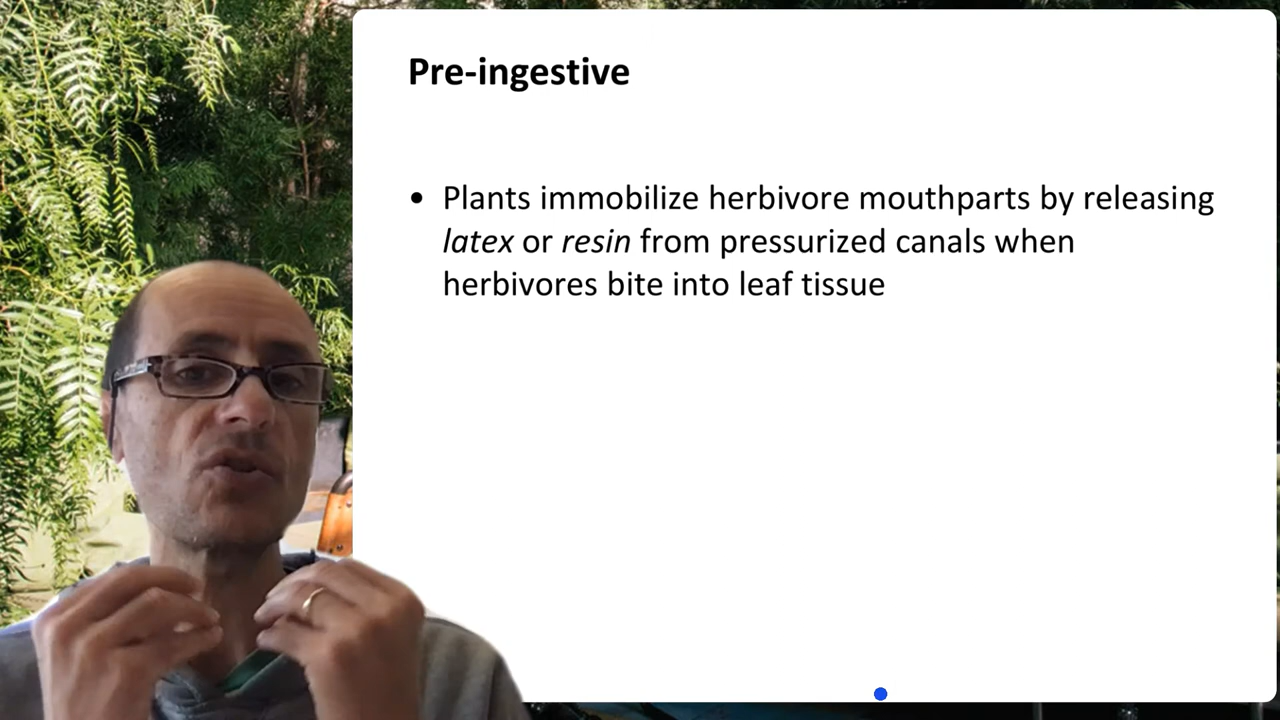 Pre-ingestive
• Plants immobilize herbivore mouthparts by releasing
latex or resin from pressurized canals when
herbivores bite into leaf tissue